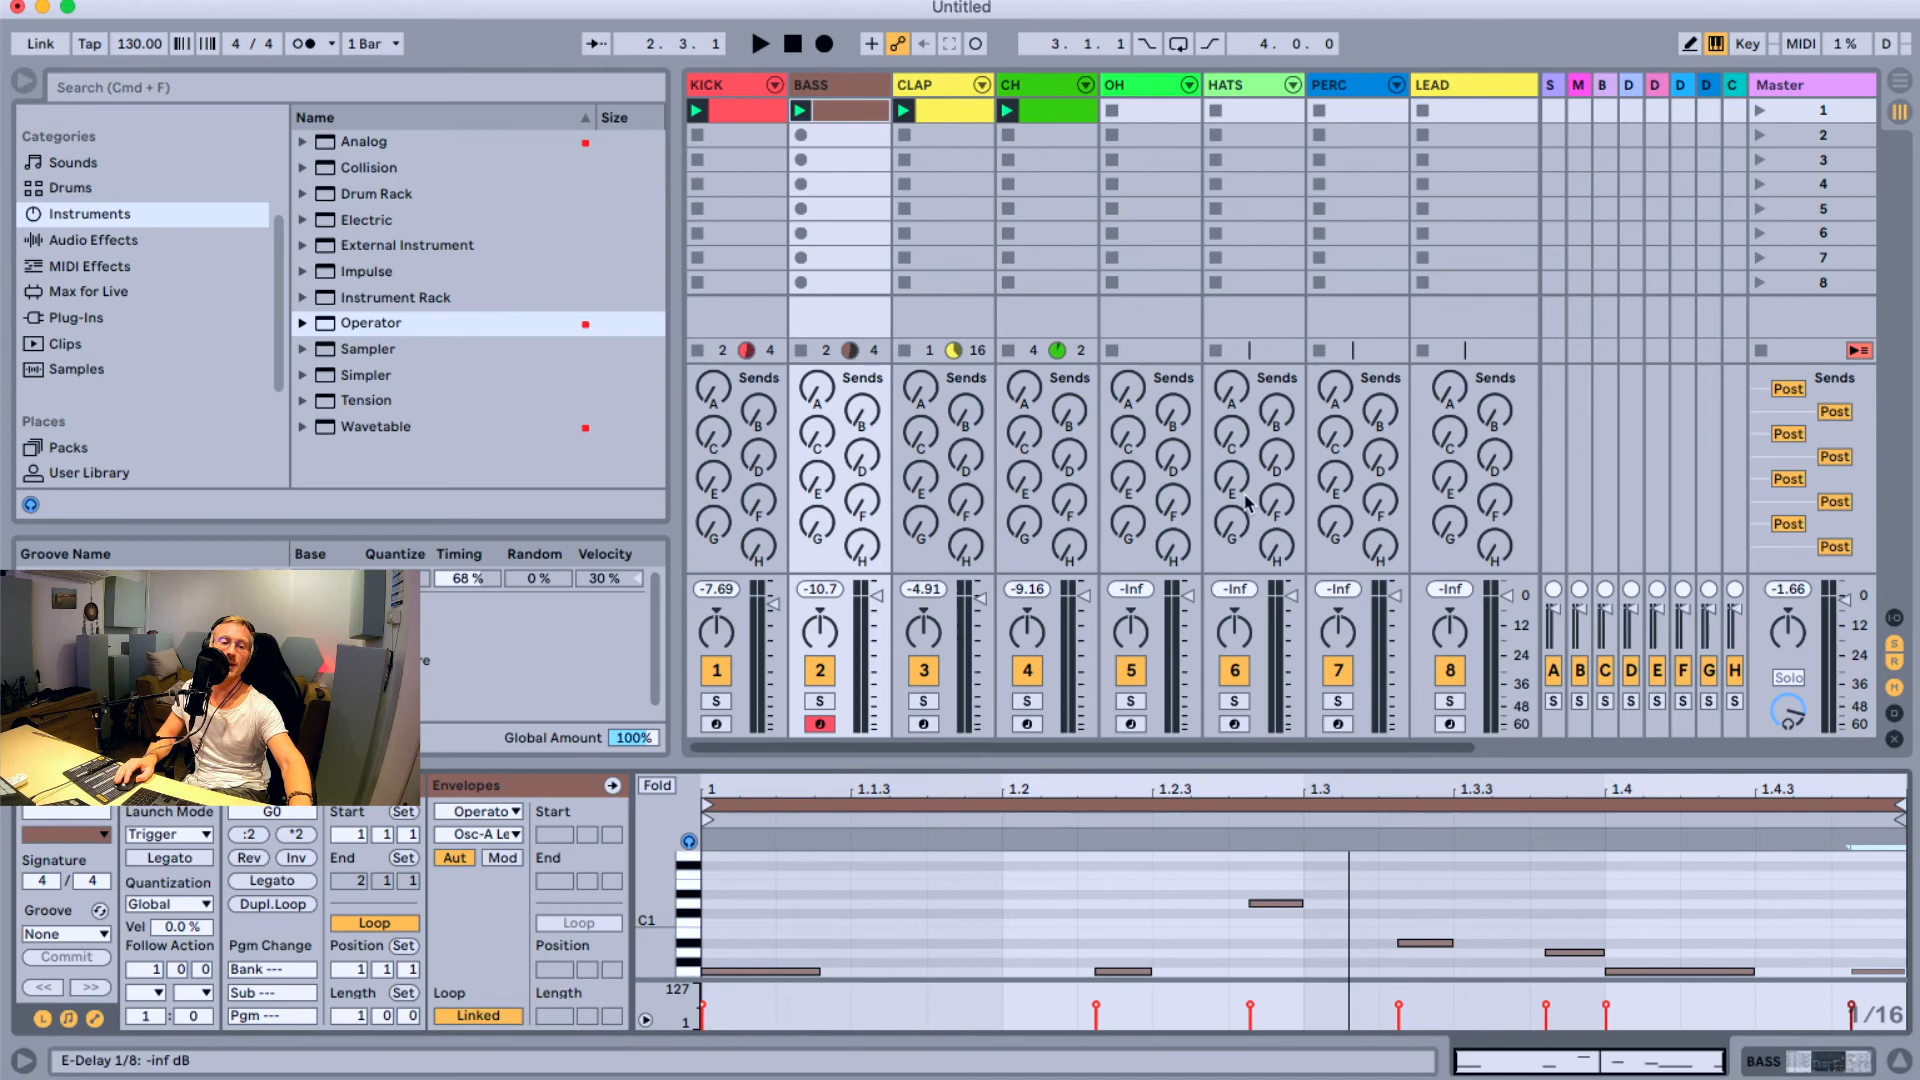 Untitled
Link Tap 130.00 4 / 4 1 Bar 2. 3. 1 3. 1. 1 4. 0. 0 Key MIDI 1 % D
Search (Cmd + F)
Categories
Sounds
Drums
Instruments
Audio Effects
MIDI Effects
Max for Live
Plug-Ins
Clips
Samples
Places
Packs
User Library
Name Size
Analog
Collision
Drum Rack
Electric
External Instrument
Impulse
Instrument Rack
Operator
Sampler
Simpler
Tension
Wavetable
KICK BASS CLAP CH OH HATS PERC LEAD S M B D D D D C Master
1
2
3
4
5
6
7
8
2 4 2 4 1 16 4 2
Sends Sends Sends Sends Sends Sends Sends Sends Sends
A A A A A A A A Post
B B B B B B B B Post
C C C C C C C C Post
D D D D D D D D Post
E E E E E E E E Post
F F F F F F F F Post
G G G G G G G G Post
H H H H H H H H Post
-7.69 -10.7 -4.91 -9.16 -Inf -Inf -Inf -Inf 0 -1.66 0
12 12
24 24
36 36
48 48
60 60
1 2 3 4 5 6 7 8 A B C D E F G H Solo
S S S S S S S S S S S S S S S S
Groove Name Base Quantize Timing Random Velocity
68 % 0 % 30 %
re
Global Amount 100%
Launch Mode
Trigger
Legato
Quantization
Global
Vel 0.0 %
Follow Action
1 0 0
1 : 0
Signature
4 / 4
Groove
None
Commit
<< >>
G0
:2 *2
Rev Inv
Legato
Dupl.Loop
Pgm Change
Bank ---
Sub ---
Pgm ---
Start Set
1 1 1
End Set
2 1 1
Loop
Position Set
1 1 1
Length Set
1 0 0
Envelopes
Operato
Osc-A Le
Aut Mod
Loop
Linked
Start
End
Loop
Position
Length
Fold
1 1.1.3 1.2 1.2.3 1.3 1.3.3 1.4 1.4.3
C1
127
1
1/16
E-Delay 1/8: -inf dB
BASS